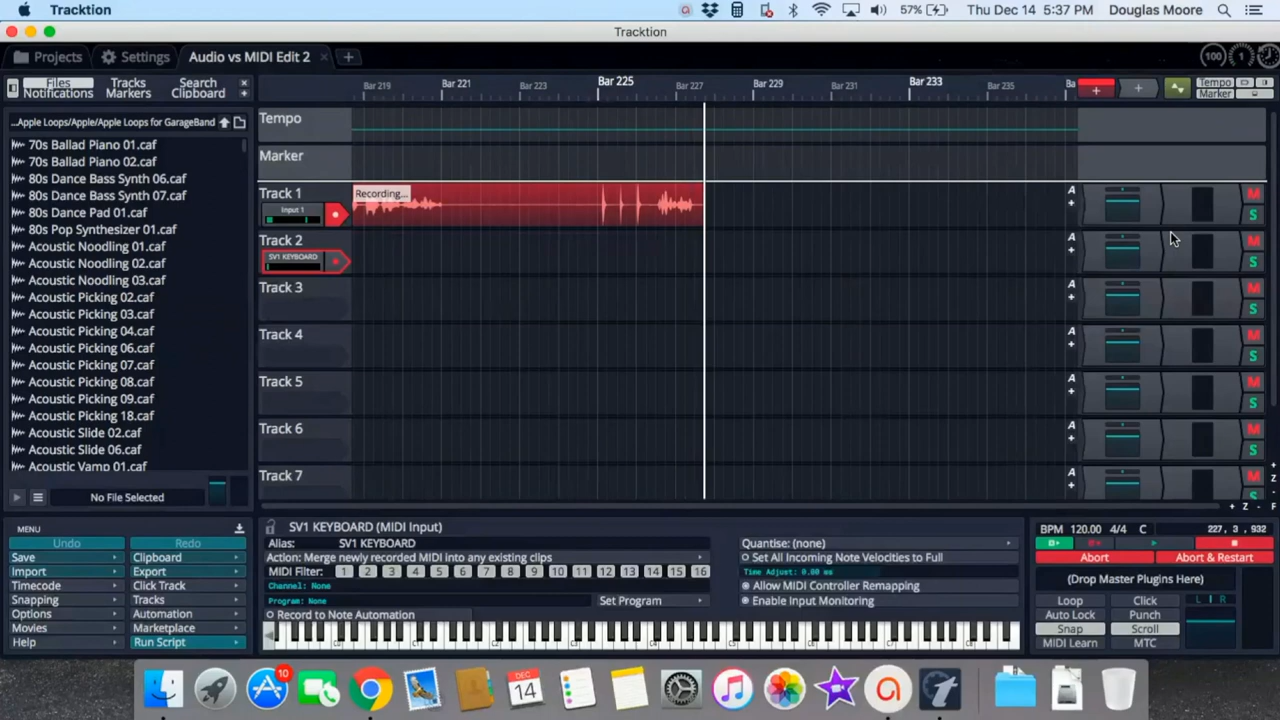 Tracktion
57%
Thu Dec 14 5:37 PM
Douglas Moore
Tracktion
Projects
Settings
Audio vs MIDI Edit 2
100
1
Files
Notifications
Tracks
Markers
Search
Clipboard
Bar 219
Bar 221
Bar 223
Bar 225
Bar 227
Bar 229
Bar 231
Bar 233
Bar 235
Ba
Tempo
Marker
...Apple Loops/Apple/Apple Loops for GarageBand
70s Ballad Piano 01.caf
70s Ballad Piano 02.caf
80s Dance Bass Synth 06.caf
80s Dance Bass Synth 07.caf
80s Dance Pad 01.caf
80s Pop Synthesizer 01.caf
Acoustic Noodling 01.caf
Acoustic Noodling 02.caf
Acoustic Noodling 03.caf
Acoustic Picking 02.caf
Acoustic Picking 03.caf
Acoustic Picking 04.caf
Acoustic Picking 06.caf
Acoustic Picking 07.caf
Acoustic Picking 08.caf
Acoustic Picking 09.caf
Acoustic Picking 18.caf
Acoustic Slide 02.caf
Acoustic Slide 06.caf
Acoustic Vamp 01.caf
No File Selected
Tempo
Marker
Track 1
Input 1
Recording...
A
M
S
Track 2
SV1 KEYBOARD
A
M
S
Track 3
A
M
S
Track 4
A
M
S
Track 5
A
M
S
Track 6
A
M
S
Track 7
A
M
S
Z
+ Z - F
MENU
Undo
Redo
Save
Clipboard
Import
Export
Timecode
Click Track
Snapping
Tracks
Options
Automation
Movies
Marketplace
Help
Run Script
SV1 KEYBOARD (MIDI Input)
Alias:
SV1 KEYBOARD
Action: Merge newly recorded MIDI into any existing clips
MIDI Filter: 1 2 3 4 5 6 7 8 9 10 11 12 13 14 15 16
Channel: None
Program: None
Set Program
Record to Note Automation
Quantise: (none)
Set All Incoming Note Velocities to Full
Time Adjust: 0.00 ms
Allow MIDI Controller Remapping
Enable Input Monitoring
BPM 120.00 4/4 C
227, 3, 932
Abort
Abort & Restart
(Drop Master Plugins Here)
L R
Loop
Click
Auto Lock
Punch
Snap
Scroll
MIDI Learn
MTC
10
DEC
14